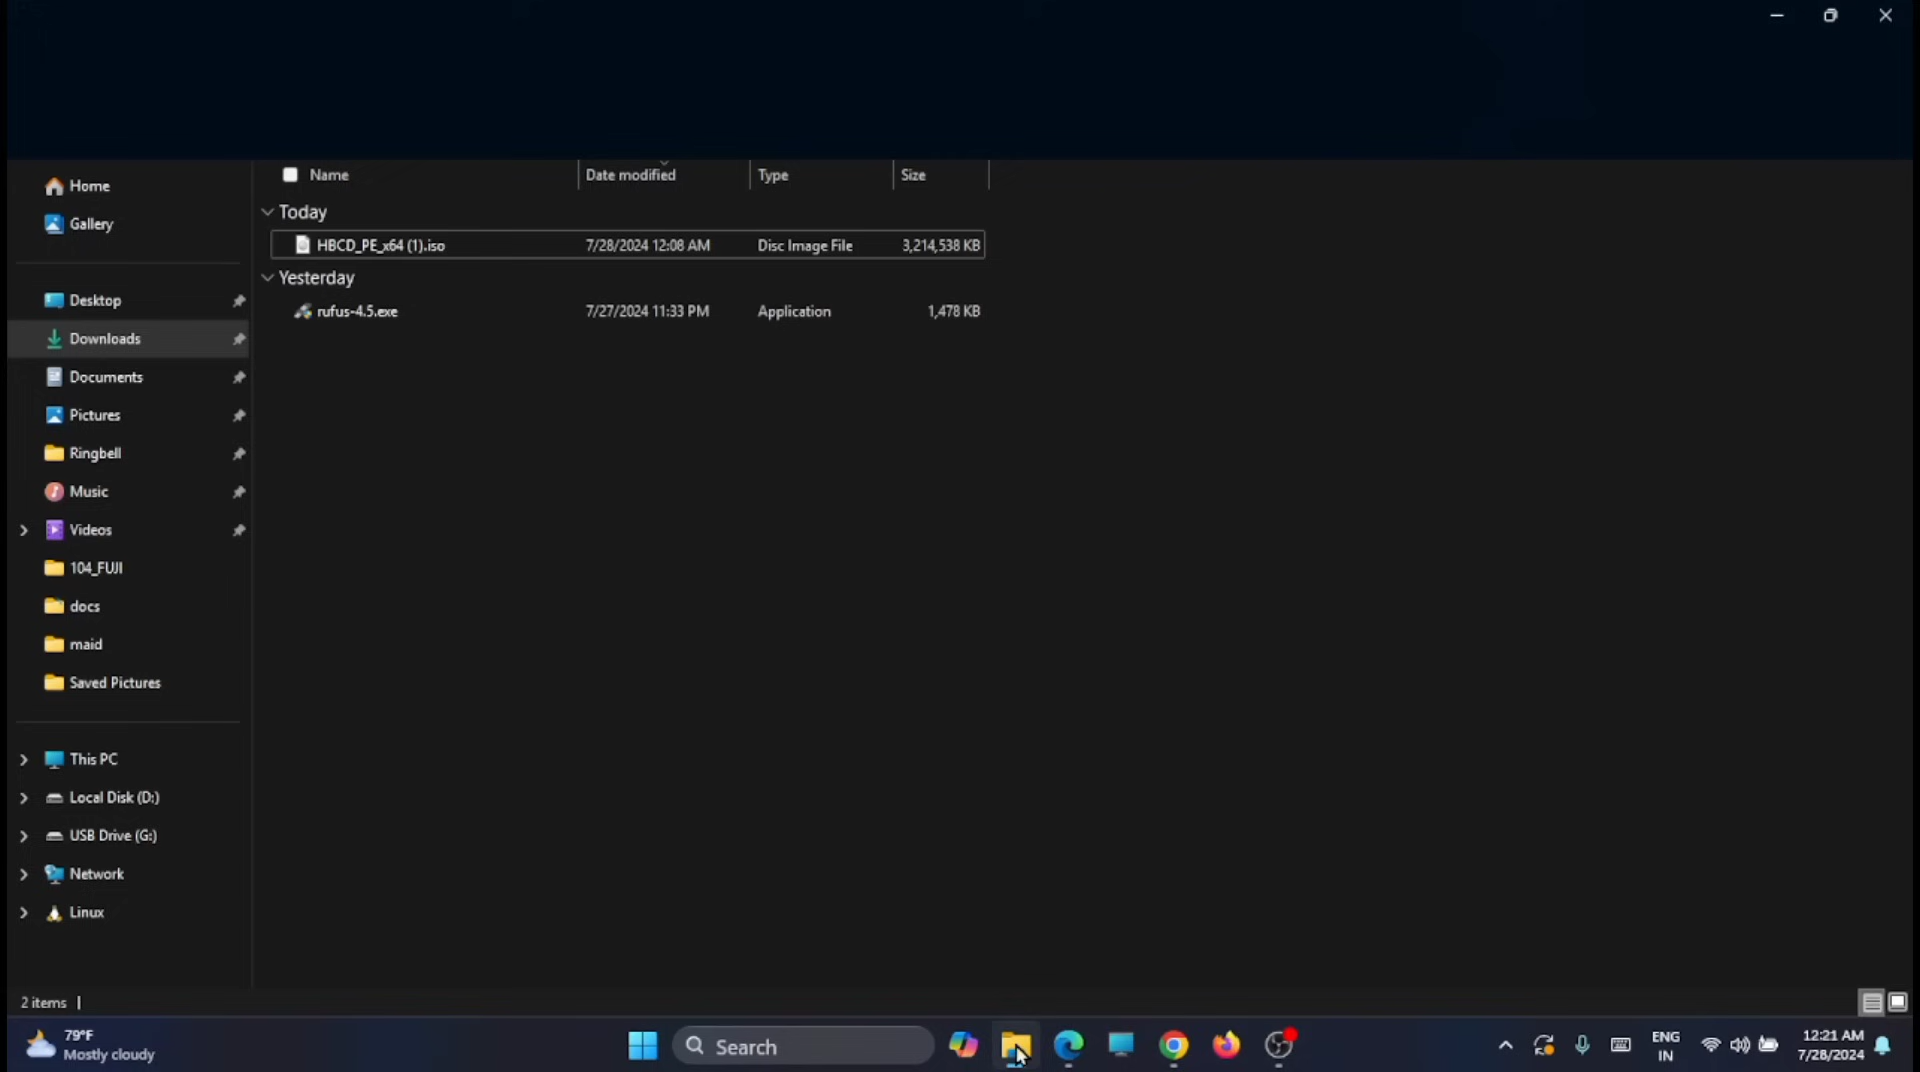 Home
Gallery
Desktop
Downloads
Documents
Pictures
Ringbell
Music
Videos
104_FUJI
docs
maid
Saved Pictures
This PC
Local Disk (D:)
USB Drive (G:)
Network
Linux
Name Date modified Type Size
Today
HBCD_PE_x64 (1).iso 7/28/2024 12:08 AM Disc Image File 3,214,538 KB
Yesterday
rufus-4.5.exe 7/27/2024 11:33 PM Application 1,478 KB
2 items
79°F
Mostly cloudy
Search
ENG
IN
12:21 AM
7/28/2024